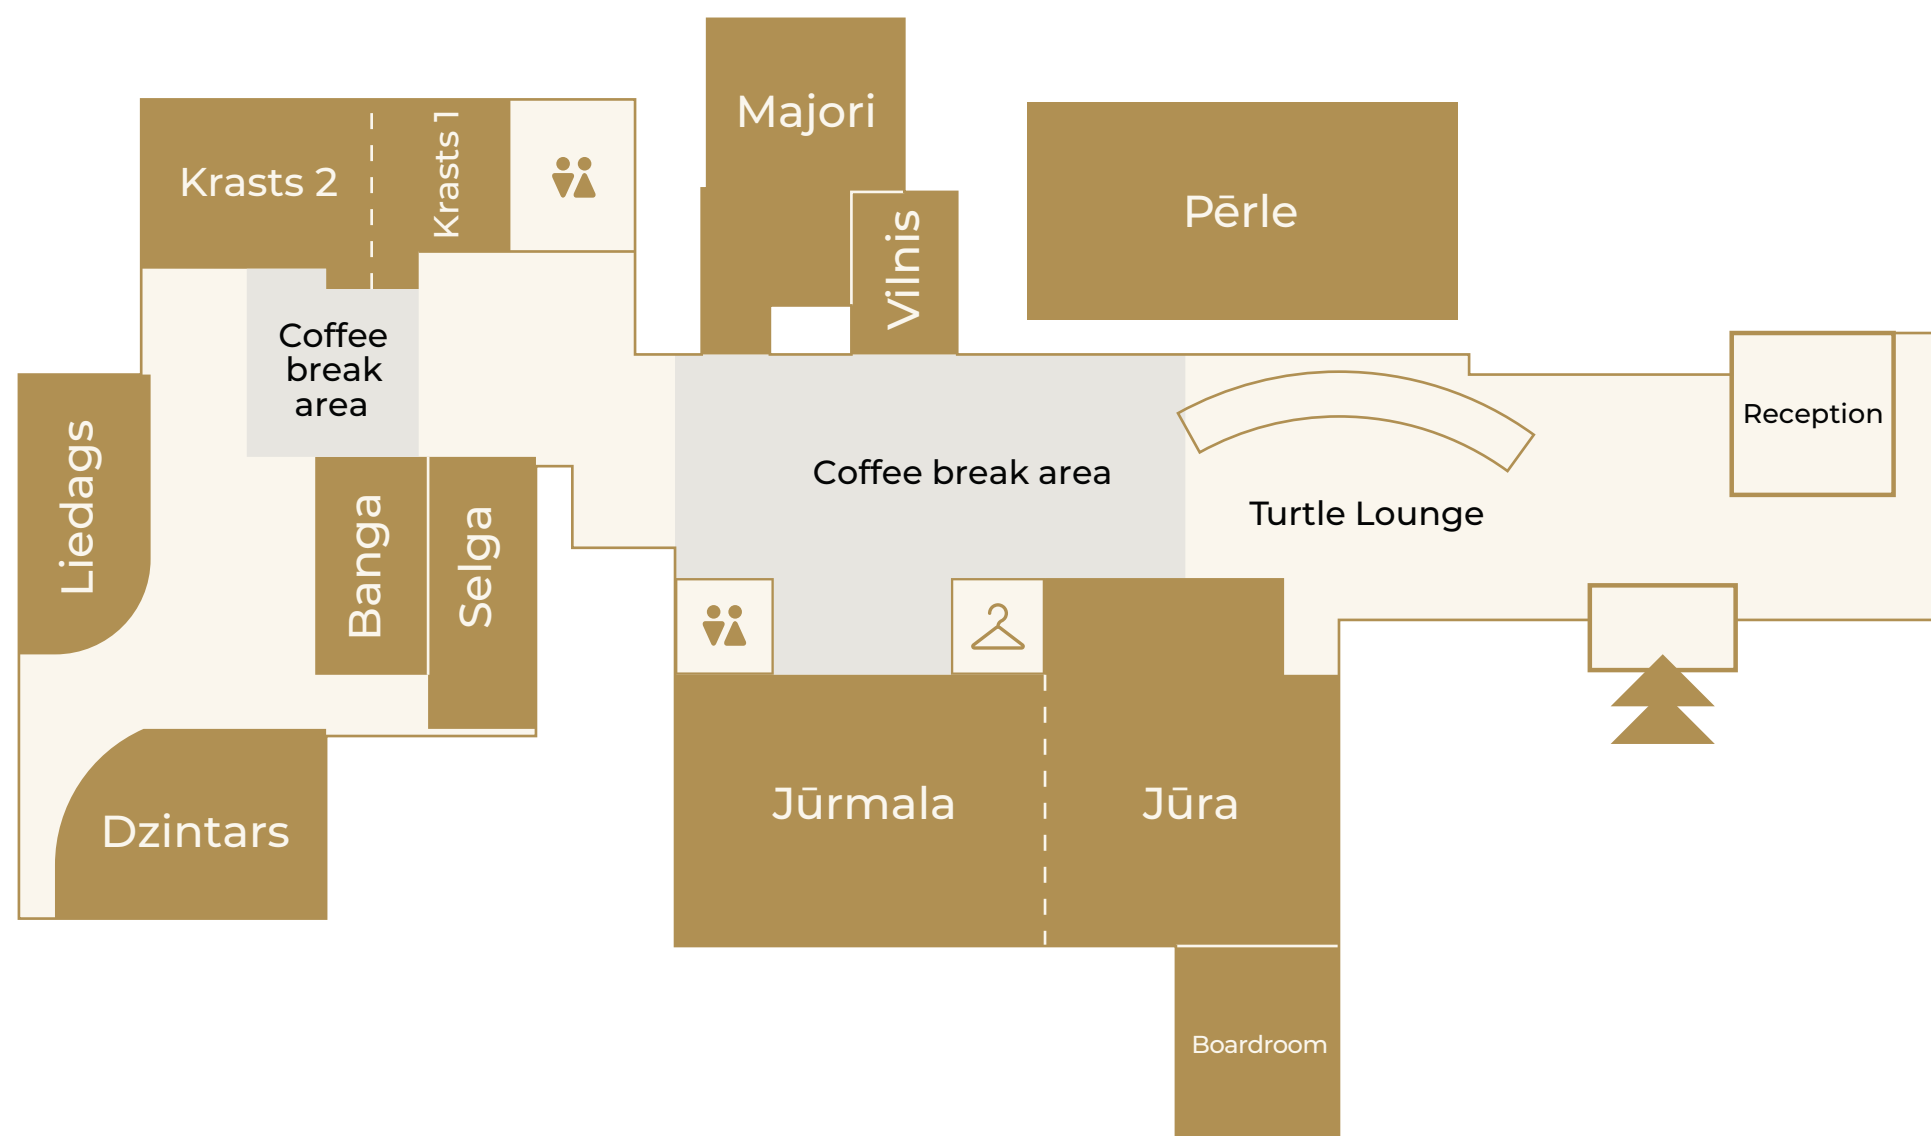 Majori
Krasts 2
Krasts 1
Pērle
Vilnis
Coffee
break
area
Reception
Liedags
Coffee break area
Turtle Lounge
Banga
Selga
Dzintars
Jūrmala
Jūra
Boardroom